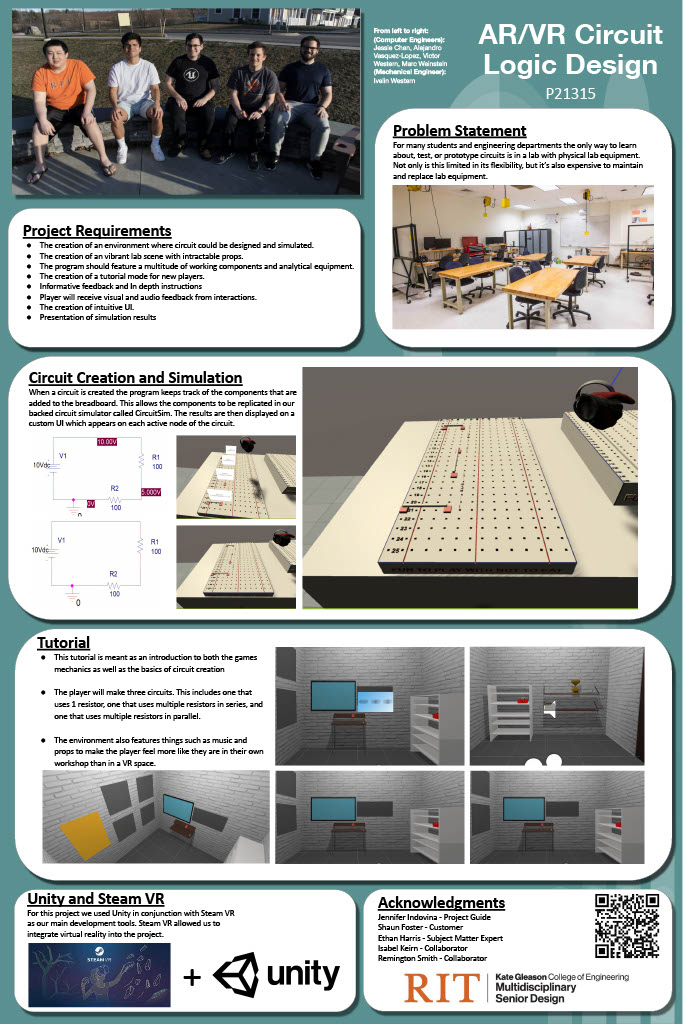 From left to right:
(Computer Engineers):
Jessie Chen, Alejandro
Vasquez-Lopez, Victor
Western, Marc Weinstein
(Mechanical Engineer):
Ivelin Western
AR/VR Circuit
Logic Design
P21315
Problem Statement
For many students and engineering departments the only way to learn
about, test, or prototype circuits is in a lab with physical lab equipment.
Not only is this limited in its flexibility, but it's also expensive to maintain
and replace lab equipment.
Project Requirements
● The creation of an environment where circuit could be designed and simulated.
● The creation of an vibrant lab scene with intractable props.
● The program should feature a multitude of working components and analytical equipment.
● The creation of a tutorial mode for new players.
● Informative feedback and In depth instructions
● Player will receive visual and audio feedback from interactions.
● The creation of intuitive UI.
● Presentation of simulation results
Circuit Creation and Simulation
When a circuit is created the program keeps track of the components that are
added to the breadboard. This allows the components to be replicated in our
backed circuit simulator called CircuitSim. The results are then displayed on a
custom UI which appears on each active node of the circuit.
10.00V
V1
R1
10Vdc
100
R2
5.000V
0V
100
0
V1
R1
10Vdc
100
R2
100
0
21
22
23
24
25
FUN TO PLAY WITH NOT TO EAT
Tutorial
● This tutorial is meant as an introduction to both the games
mechanics as well as the basics of circuit creation
● The player will make three circuits. This includes one that
uses 1 resistor, one that uses multiple resistors in series, and
one that uses multiple resistors in parallel.
● The environment also features things such as music and
props to make the player feel more like they are in their own
workshop than in a VR space.
Unity and Steam VR
For this project we used Unity in conjunction with Steam VR
as our main development tools. Steam VR allowed us to
integrate virtual reality into the project.
STEAM VR
+
unity
Acknowledgments
Jennifer Indovina - Project Guide
Shaun Foster - Customer
Ethan Harris - Subject Matter Expert
Isabel Keirn - Collaborator
Remington Smith - Collaborator
RIT
Kate Gleason College of Engineering
Multidisciplinary
Senior Design